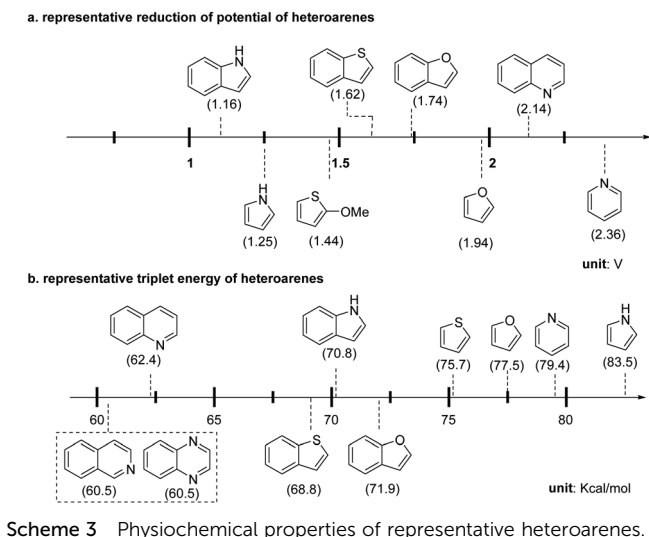 a. representative reduction of potential of heteroarenes
H
N
(1.16)
S
(1.62)
O
(1.74)
N
(2.14)
1
1.5
2
H
N
(1.25)
S
OMe
(1.44)
O
(1.94)
N
(2.36)
unit: V
b. representative triplet energy of heteroarenes
N
(62.4)
H
N
(70.8)
S
(75.7)
O
(77.5)
N
(79.4)
H
N
(83.5)
60
65
70
75
80
N
(60.5)
N
N
(60.5)
S
(68.8)
O
(71.9)
unit: Kcal/mol
Scheme 3 Physiochemical properties of representative heteroarenes.